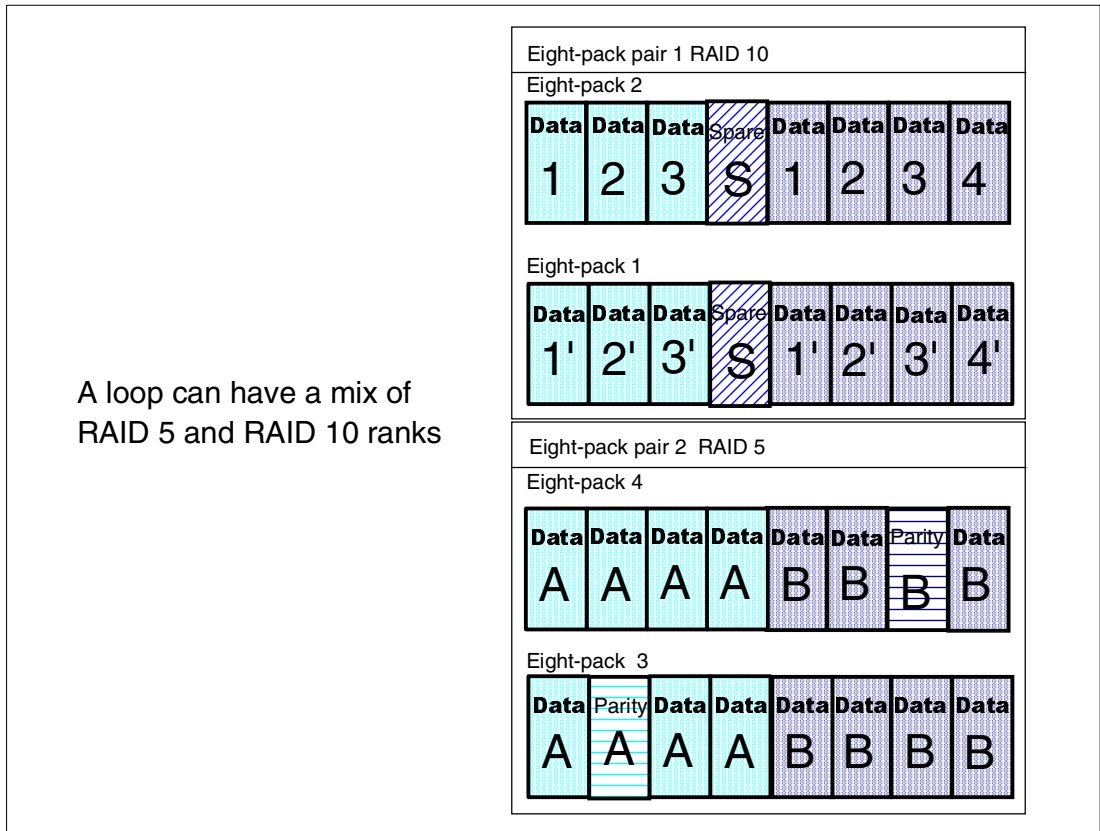 A loop can have a mix of
RAID 5 and RAID 10 ranks
Eight-pack pair 1 RAID 10
Eight-pack 2
Data Data Data Spare Data Data Data Data
1 2 3 S 1 2 3 4
Eight-pack 1
Data Data Data Spare Data Data Data Data
1' 2' 3' S 1' 2' 3' 4'
Eight-pack pair 2 RAID 5
Eight-pack 4
Data Data Data Data Data Data Parity Data
A A A A B B B B
Eight-pack 3
Data Parity Data Data Data Data Data Data
A A A A B B B B